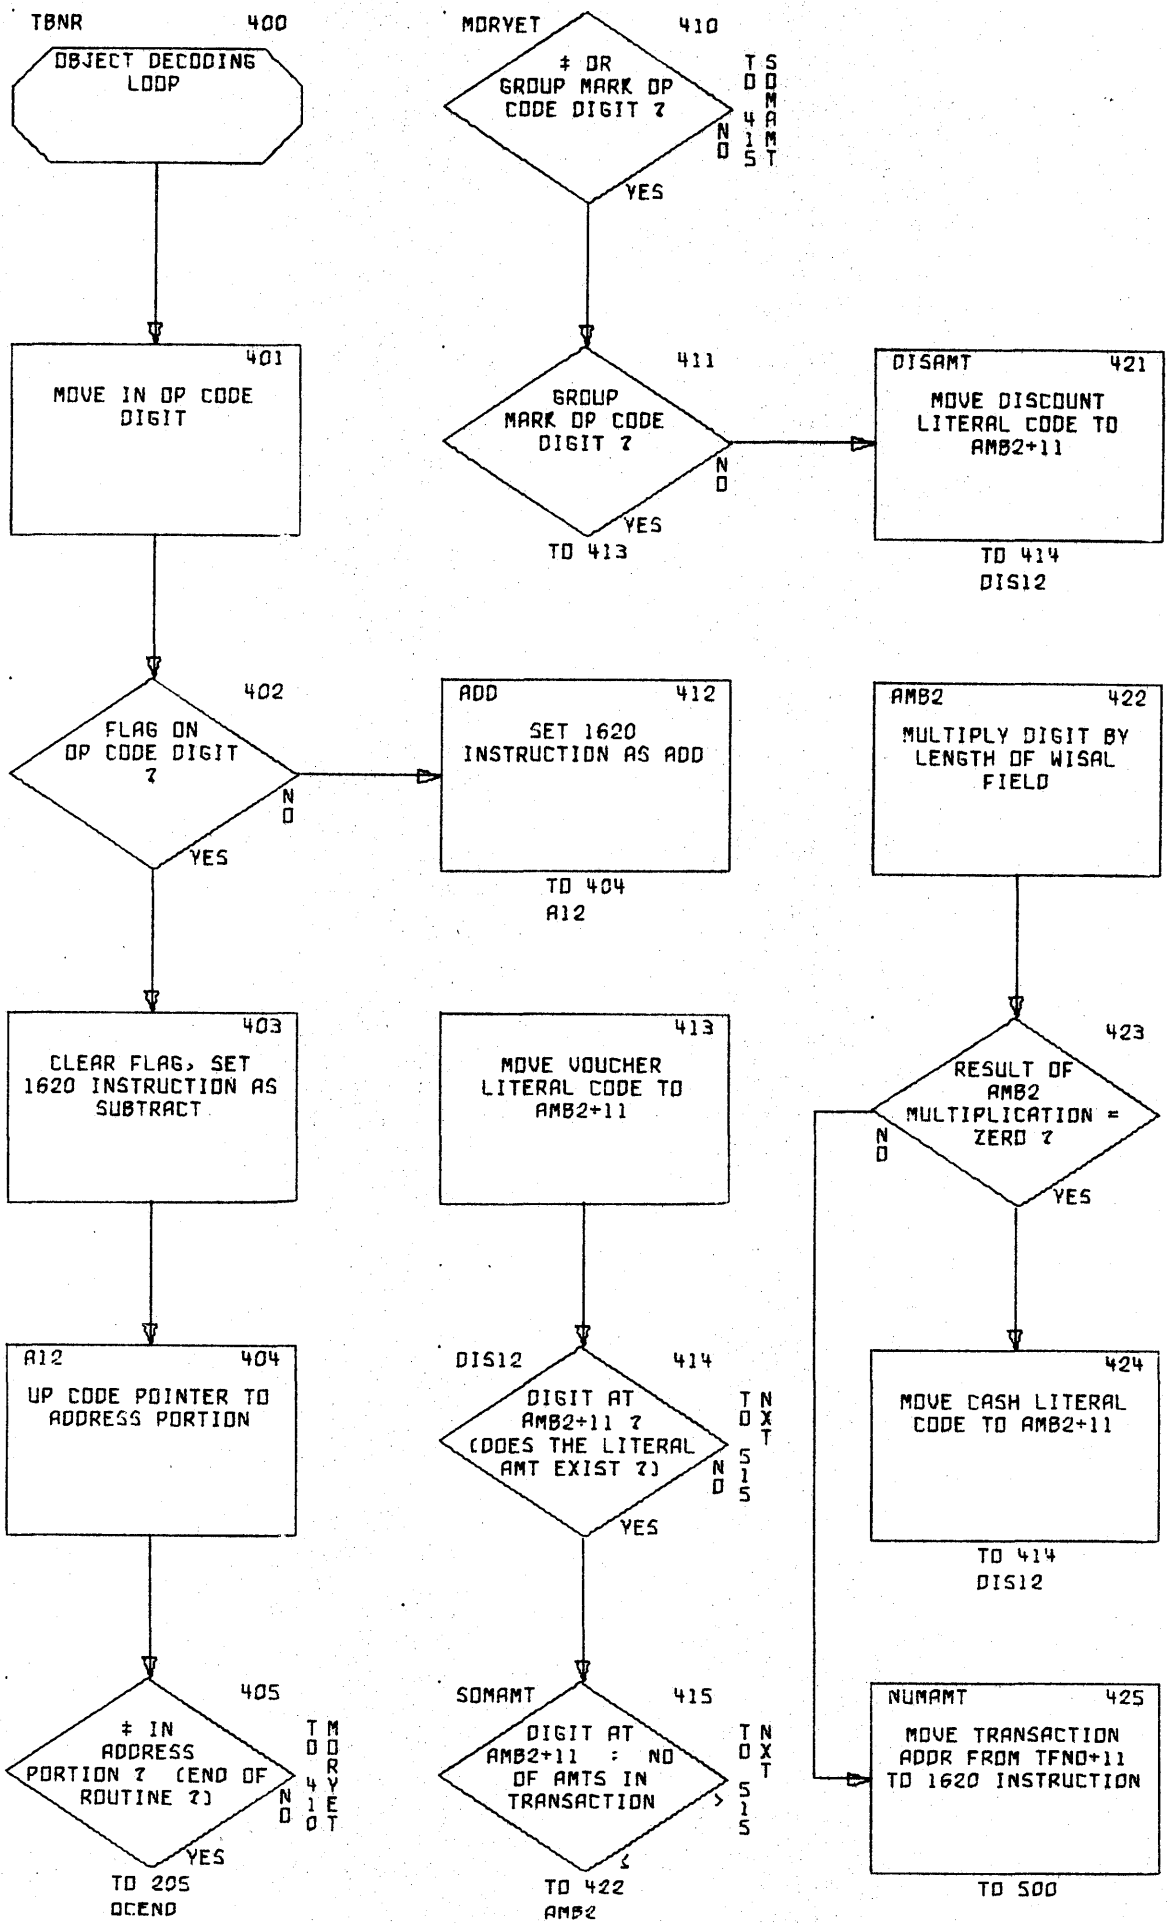 TBNR 400
OBJECT DECODING
LOOP
401
MOVE IN OP CODE
DIGIT
402
FLAG ON
OP CODE DIGIT
?
NO
YES
403
CLEAR FLAG, SET
1620 INSTRUCTION AS
SUBTRACT
A12 404
UP CODE POINTER TO
ADDRESS PORTION
405
‡ IN
ADDRESS
PORTION ? (END OF
ROUTINE ?)
NO
TO 410
MORYET
YES
TO 205
OCEND
MORYET 410
‡ OR
GROUP MARK OP
CODE DIGIT ?
NO
TO 415
SOMAMT
YES
411
GROUP
MARK OP CODE
DIGIT ?
NO
YES
TO 413
ADD 412
SET 1620
INSTRUCTION AS ADD
TO 404
A12
413
MOVE VOUCHER
LITERAL CODE TO
AMB2+11
DIS12 414
DIGIT AT
AMB2+11 ?
(DOES THE LITERAL
AMT EXIST ?)
NO
TO 515
NXT
YES
SOMAMT 415
DIGIT AT
AMB2+11 : NO
OF AMTS IN
TRANSACTION
>
TO 515
NXT
≤
TO 422
AMB2
DISAMT 421
MOVE DISCOUNT
LITERAL CODE TO
AMB2+11
TO 414
DIS12
AMB2 422
MULTIPLY DIGIT BY
LENGTH OF WISAL
FIELD
423
RESULT OF
AMB2
MULTIPLICATION =
ZERO ?
NO
YES
424
MOVE CASH LITERAL
CODE TO AMB2+11
TO 414
DIS12
NUMAMT 425
MOVE TRANSACTION
ADDR FROM TFNO+11
TO 1620 INSTRUCTION
TO 500